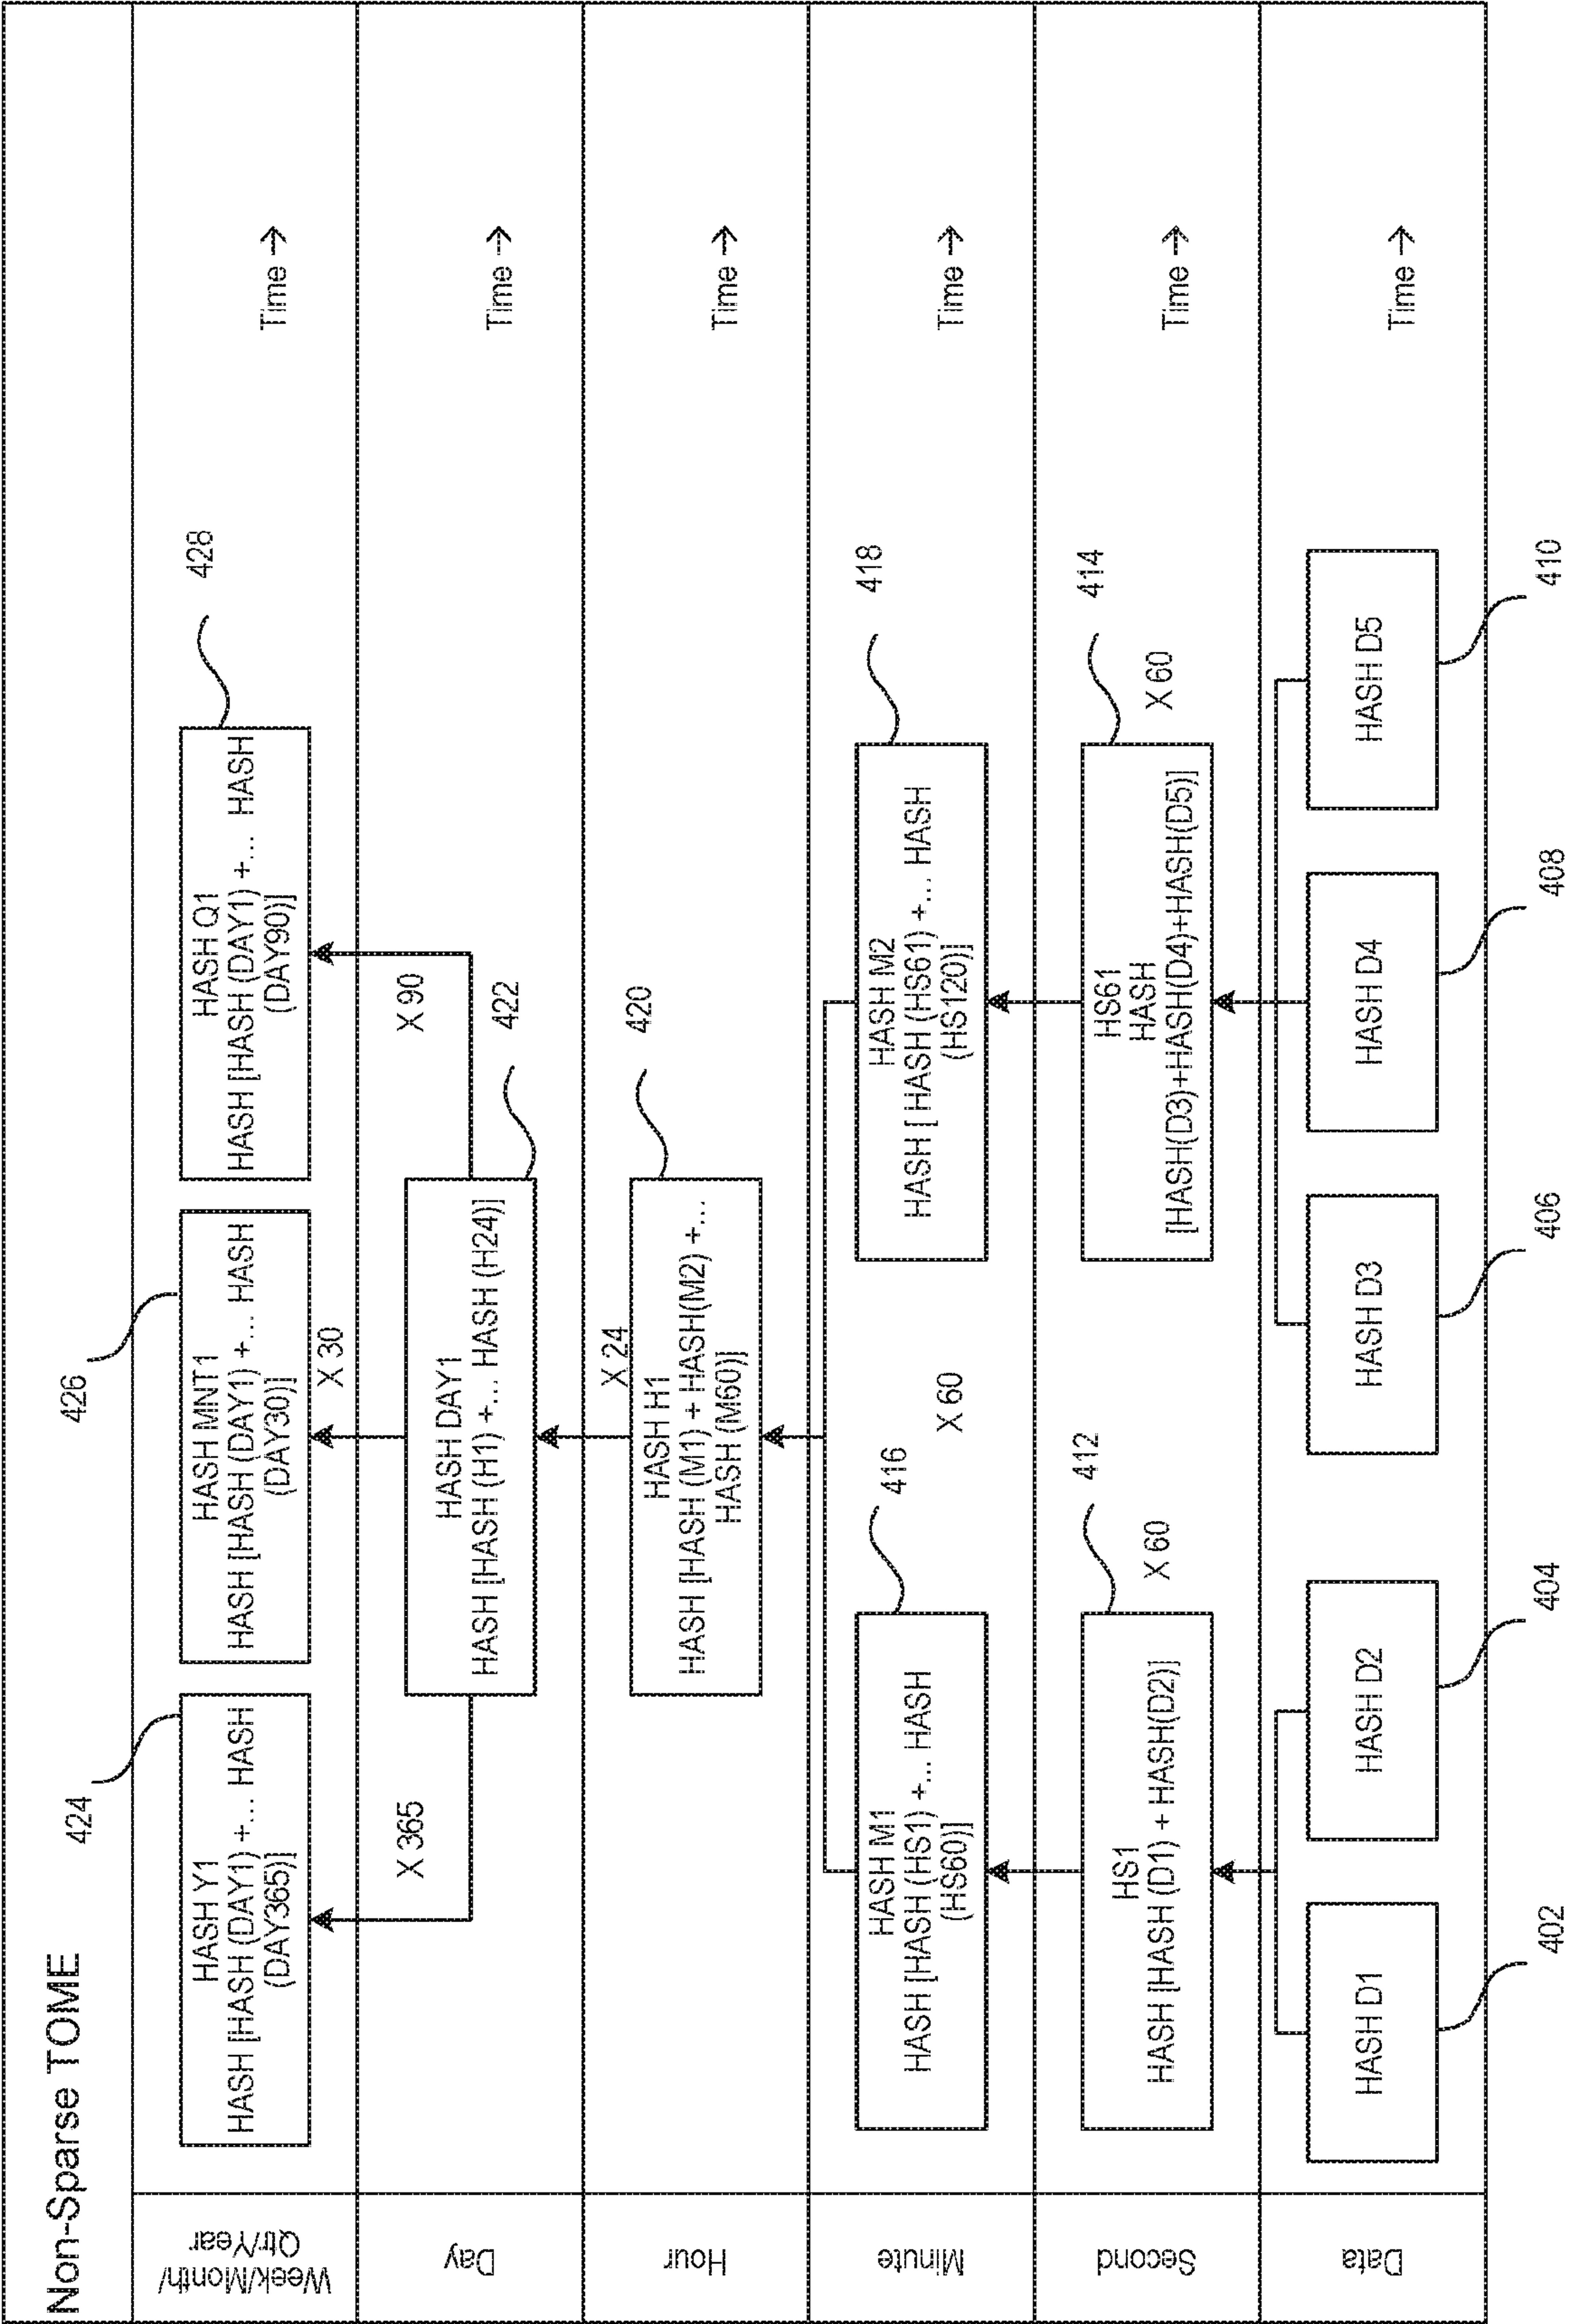 Non-Sparse TOME
Week/Month/
Qtr/Year
424
HASH Y1
HASH [HASH (DAY1) +... HASH
(DAY365)]
426
HASH MNT1
HASH [HASH (DAY1) +... HASH
(DAY30)]
X 30
428
HASH Q1
HASH [HASH (DAY1) +... HASH
(DAY90)]
Time →
Day
X 365
HASH DAY1
HASH [HASH (H1) +... HASH (H24)]
X 90
422
Time →
Hour
X 24
HASH H1
HASH [HASH (M1) + HASH(M2) +...
HASH (M60)]
420
Time →
Minute
HASH M1
HASH [HASH (HS1) +... HASH
(HS60)]
416
X 60
HASH M2
HASH [ HASH (HS61) +... HASH
(HS120)]
418
Time →
Second
HS1
HASH [HASH (D1) + HASH(D2)]
412
X 60
HS61
HASH
[HASH(D3)+HASH(D4)+HASH(D5)]
414
X 60
Time →
Data
HASH D1
HASH D2
HASH D3
HASH D4
HASH D5
Time →
402
404
406
408
410